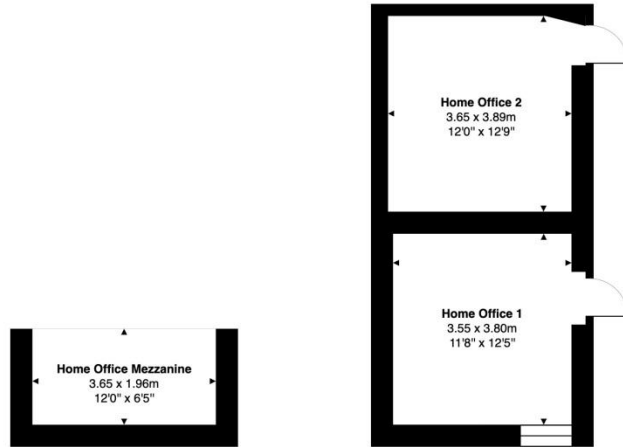 Home Office 2
3.65 x 3.89m
12'0" x 12'9"
Home Office 1
3.55 x 3.80m
11'8" x 12'5"
Home Office Mezzanine
3.65 x 1.96m
12'0" x 6'5"